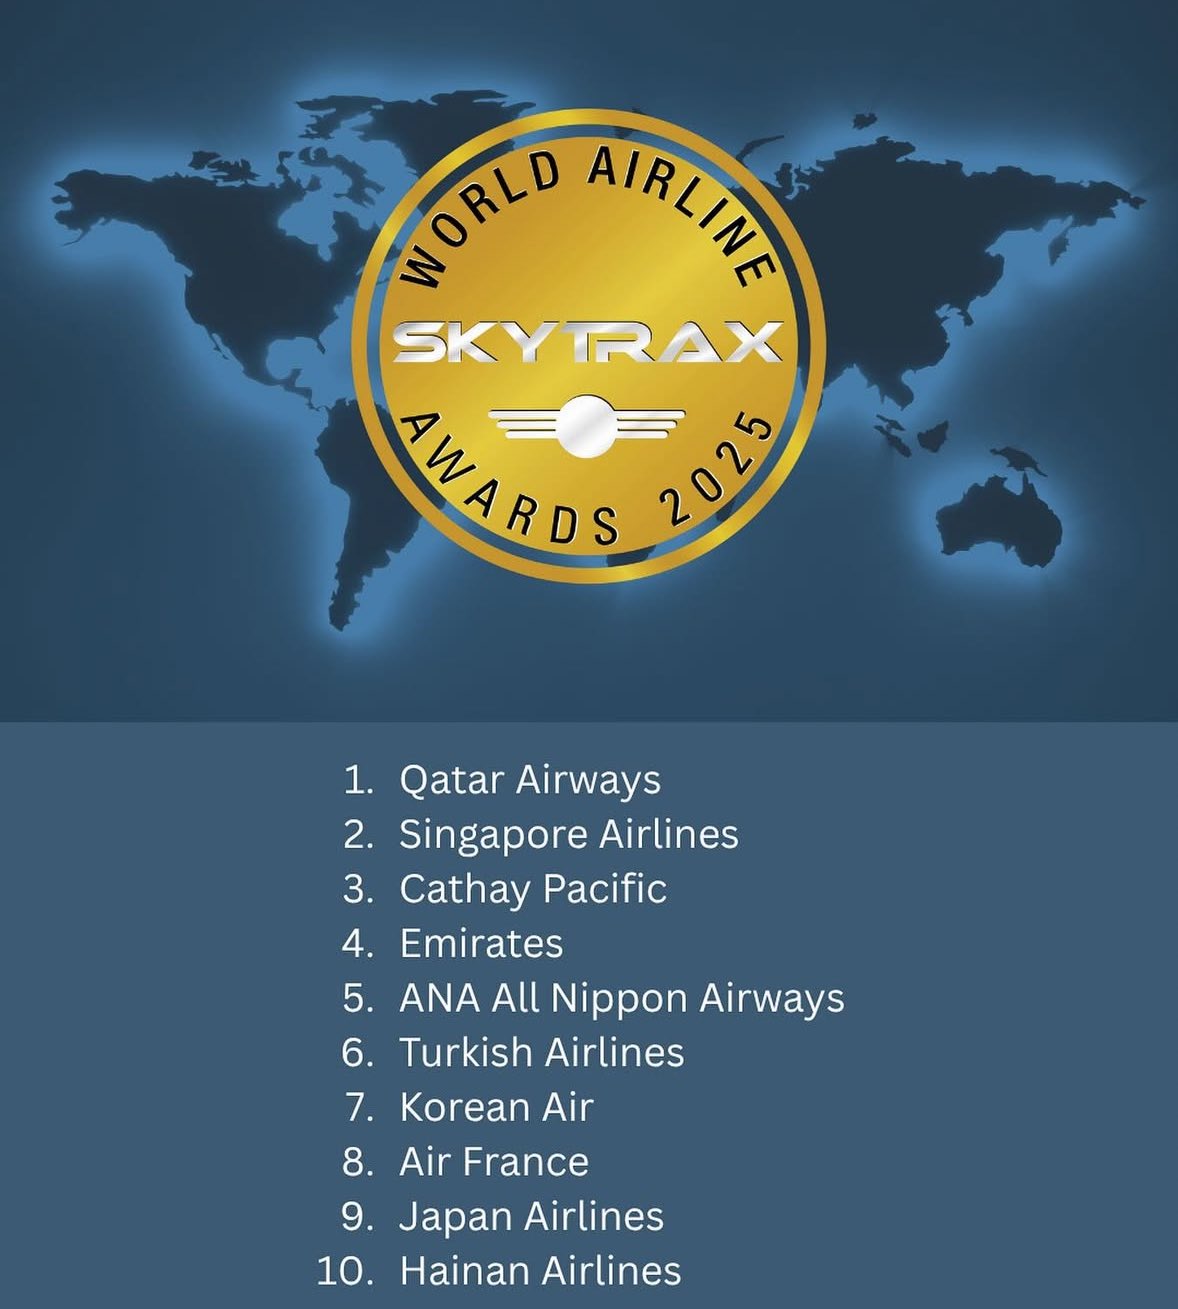 WORLD AIRLINE
SKYTRAX
AWARDS 2025
1. Qatar Airways
2. Singapore Airlines
3. Cathay Pacific
4. Emirates
5. ANA All Nippon Airways
6. Turkish Airlines
7. Korean Air
8. Air France
9. Japan Airlines
10. Hainan Airlines